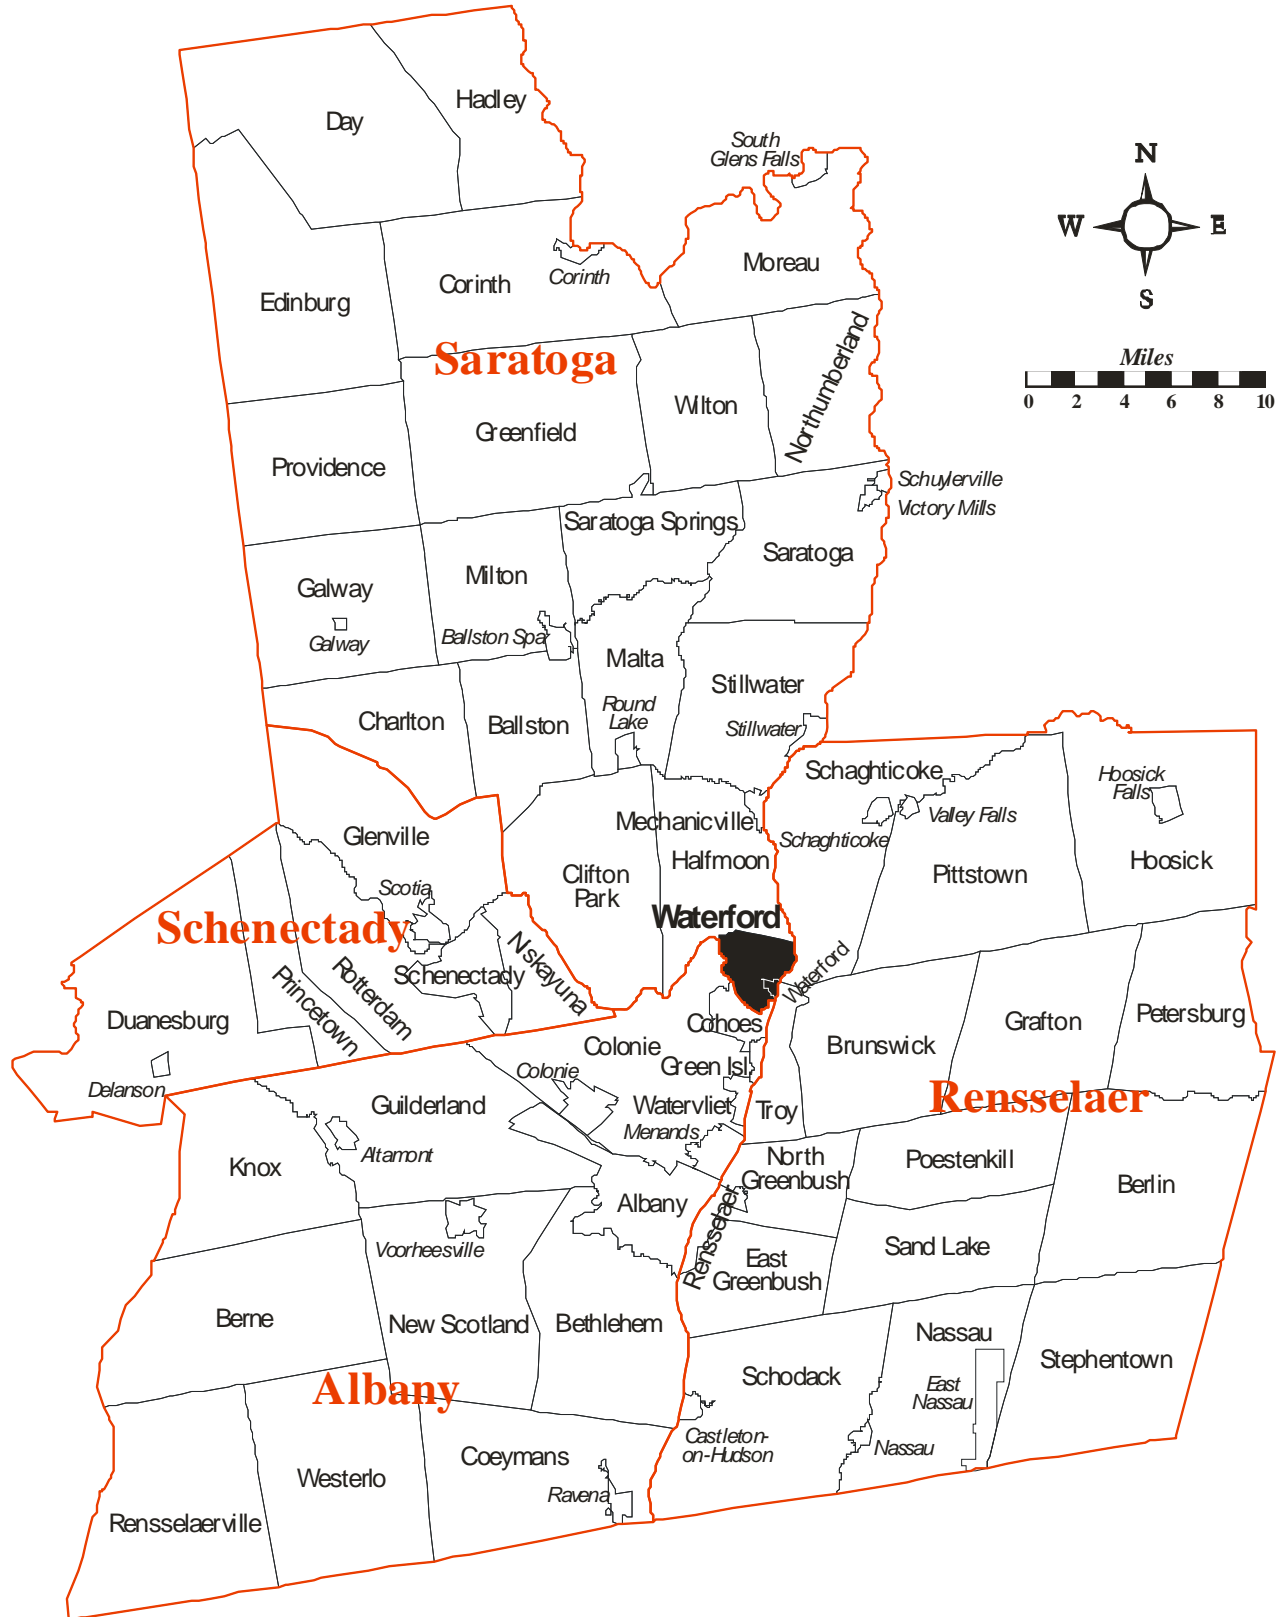 Hadley
Day
South
Glens Falls
N
W
E
S
Moreau
Corinth
Corinth
Edinburg
Miles
0 2 4 6 8 10
Saratoga
Northumberland
Wilton
Greenfield
Providence
Schuylerville
Victory Mills
Saratoga Springs
Saratoga
Milton
Galway
Galway
Ballston Spa
Malta
Stillwater
Round
Lake
Charlton
Ballston
Stillwater
Schaghticoke
Hoosick
Falls
Valley Falls
Mechanicville
Schaghticoke
Glenville
Halfmoon
Hoosick
Clifton
Park
Pittstown
Scotia
Waterford
Schenectady
Niskayuna
Waterford
Schenectady
Rotterdam
Princetown
Duanesburg
Cohoes
Colonie
Petersburg
Grafton
Brunswick
Green Isl.
Colonie
Delanson
Rensselaer
Guilderland
Watervliet
Troy
Menands
Altamont
Knox
North
Greenbush
Poestenkill
Berlin
Albany
Rensselaer
Voorheesville
Sand Lake
East
Greenbush
Berne
New Scotland
Bethlehem
Nassau
Stephentown
Schodack
Albany
East
Nassau
Castleton-
on-Hudson
Nassau
Coeymans
Westerlo
Ravena
Rensselaerville